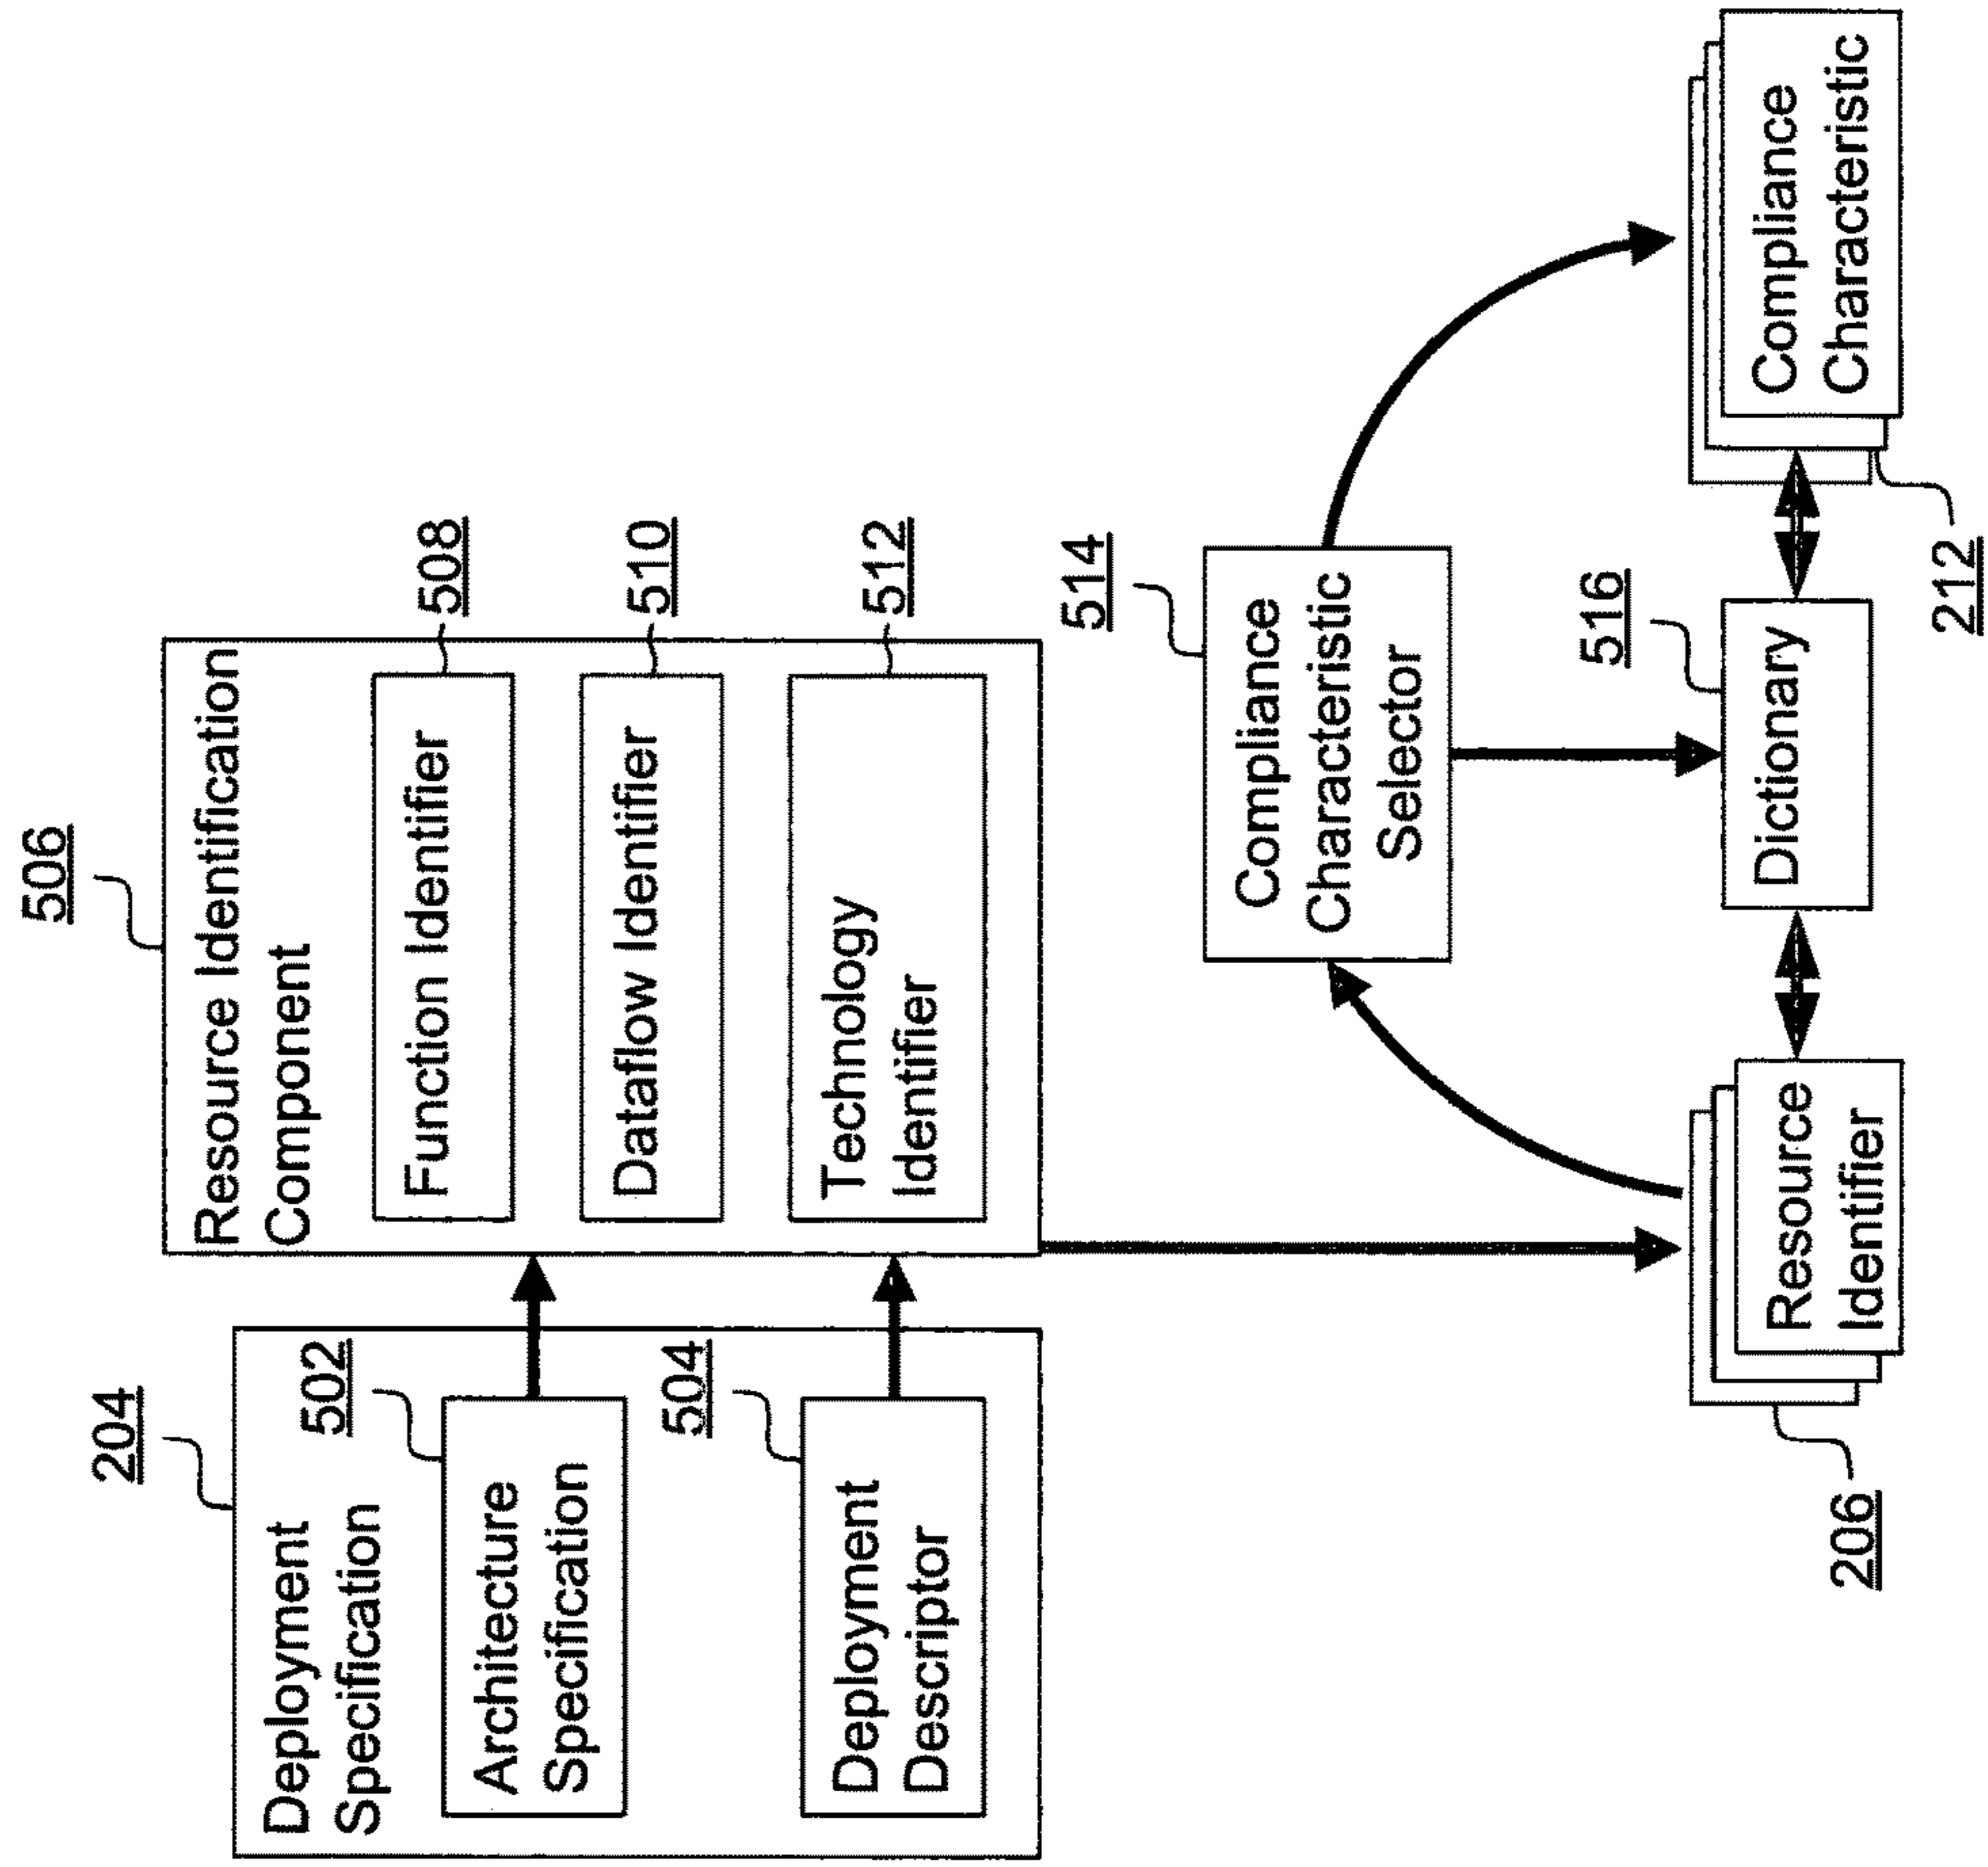 204
Deployment
Specification
502
Architecture
Specification
504
Deployment
Descriptor
506
Resource Identification
Component
Function Identifier
508
Dataflow Identifier
510
Technology
Identifier
512
514
Compliance
Characteristic
Selector
Resource
Identifier
206
516
Dictionary
Compliance
Characteristic
212